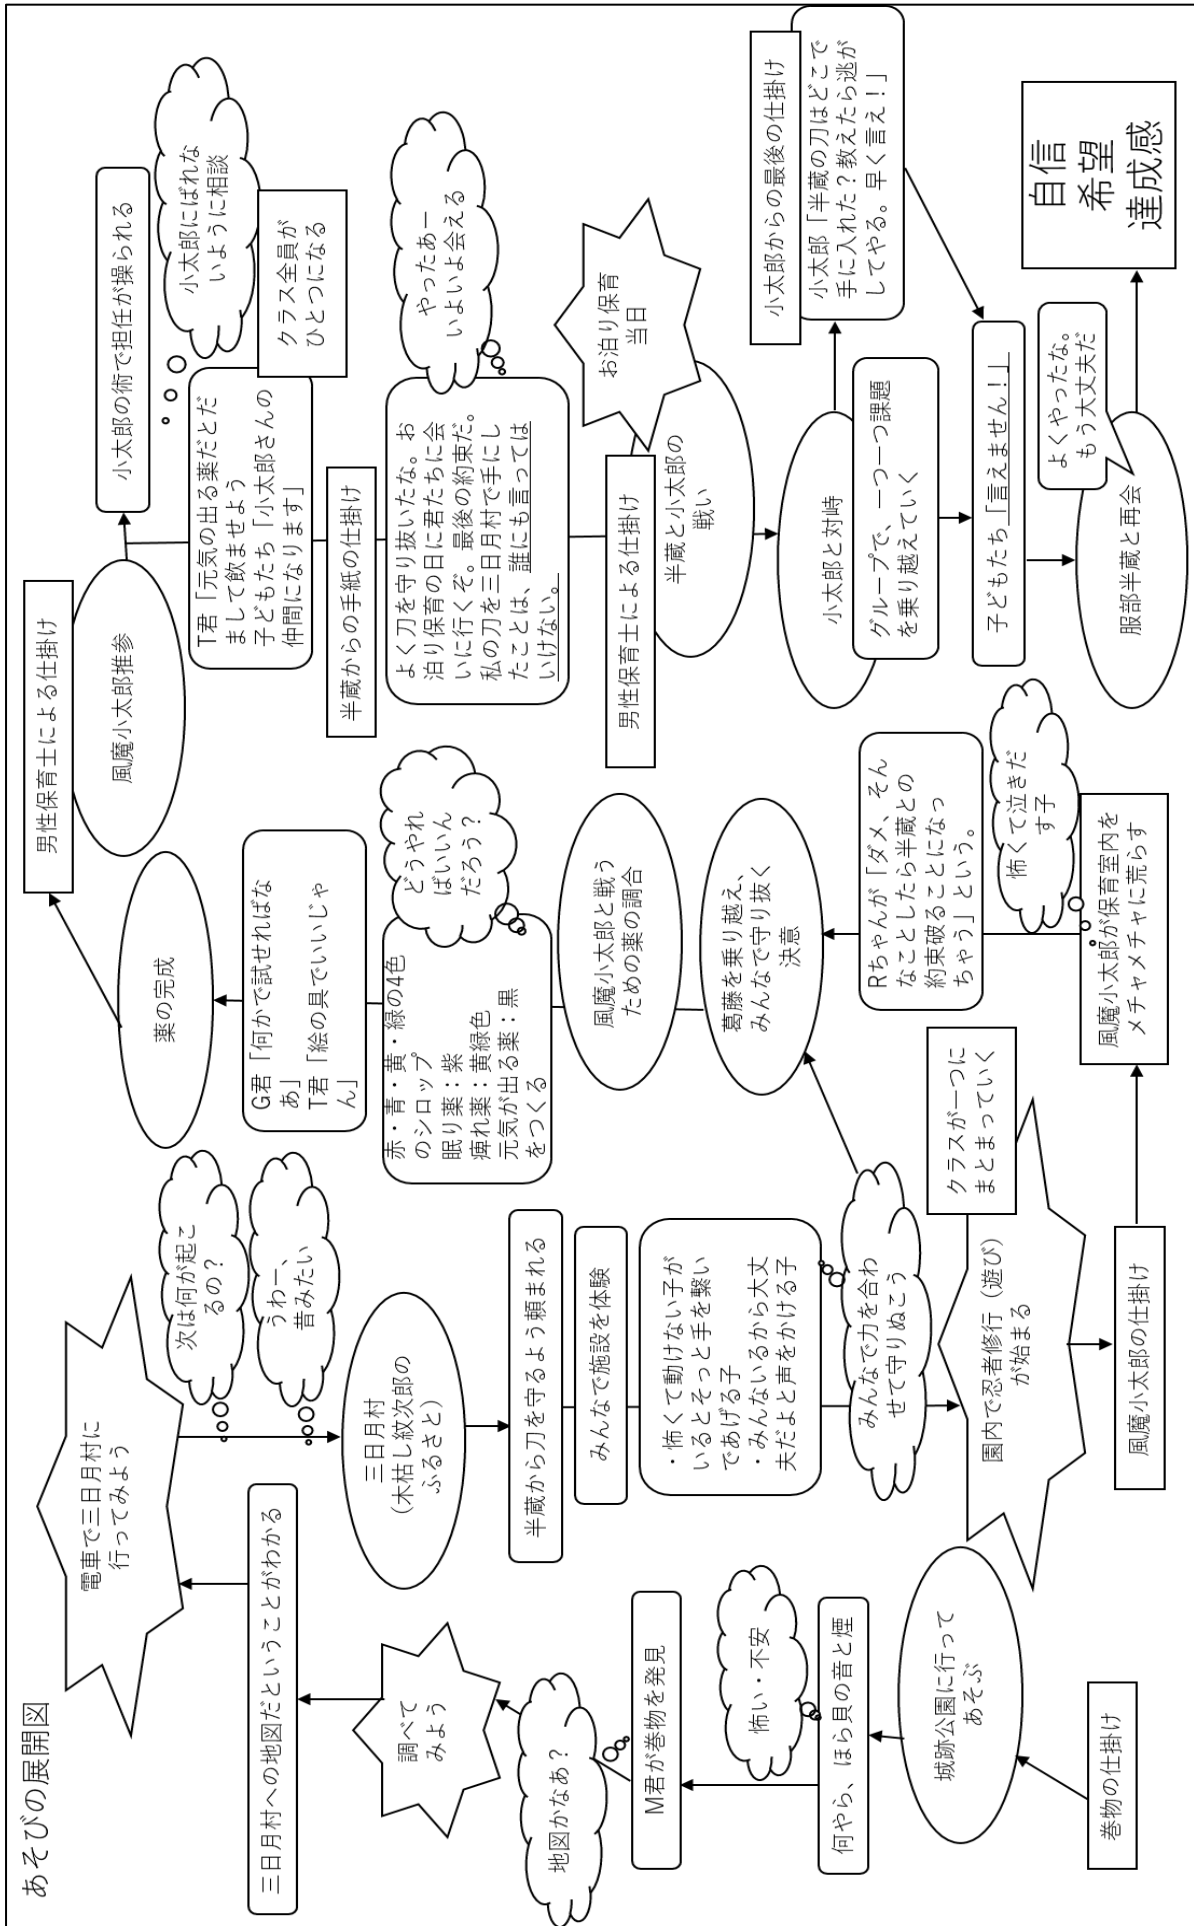 あそびの展開図
巻物の仕掛け
城跡公園に行って
あそぶ
何やら、ほら貝の音と煙
怖い・不安
M君が巻物を発見
地図かなあ?
調べて
みよう
三日月村への地図だということがわかる
電車で三日月村に
行ってみよう
次は何が起こ
るの?
うわー、
昔みたい
三日月村
(木枯し紋次郎の
ふるさと)
半蔵から刀を守るよう頼まれる
みんなで施設を体験
・怖くて動けない子が
いるとそっと手を繋い
であげる子
・みんないるから大丈
夫だよと声をかける子
みんなで力を合わ
せて守りぬこう
園内で忍者修行(遊び)
が始まる
クラスが一つに
まとまっていく
風魔小太郎の仕掛け
風魔小太郎が保育室内を
メチャメチャに荒らす
怖くて泣きだ
す子
Rちゃんが「ダメ、そん
なことしたら半蔵との
約束破ることになっ
ちゃう」という。
葛藤を乗り越え、
みんなで守り抜く
決意
風魔小太郎と戦う
ための薬の調合
赤・青・黄・緑の4色
のシロップ
眠り薬:紫
痺れ薬:黄緑色
元気が出る薬:黒
をつくる
どうやれ
ばいいん
だろう?
G君「何かで試せればな
あ」
T君「絵の具でいいじゃ
ん」
薬の完成
男性保育士による仕掛け
風魔小太郎推参
小太郎の術で担任が操られる
T君「元気の出る薬だとだ
まして飲ませよう
子どもたち「小太郎さんの
仲間になります」
小太郎にばれな
いように相談
クラス全員が
ひとつになる
半蔵からの手紙の仕掛け
よく刀を守り抜いたな。お
泊り保育の日に君たちに会
いに行くぞ。最後の約束だ。
私の刀を三日月村で手にし
たことは、誰にも言っては
いけない。
やったあー
いよいよ会える
男性保育士による仕掛け
お泊り保育
当日
半蔵と小太郎の
戦い
小太郎と対峙
グループで、一つ一つ課題
を乗り越えていく
小太郎からの最後の仕掛け
小太郎「半蔵の刀はどこで
手に入れた?教えたら逃が
してやる。早く言え!」
子どもたち「言えません!」
服部半蔵と再会
よくやったな。
もう大丈夫だ
自信
希望
達成感